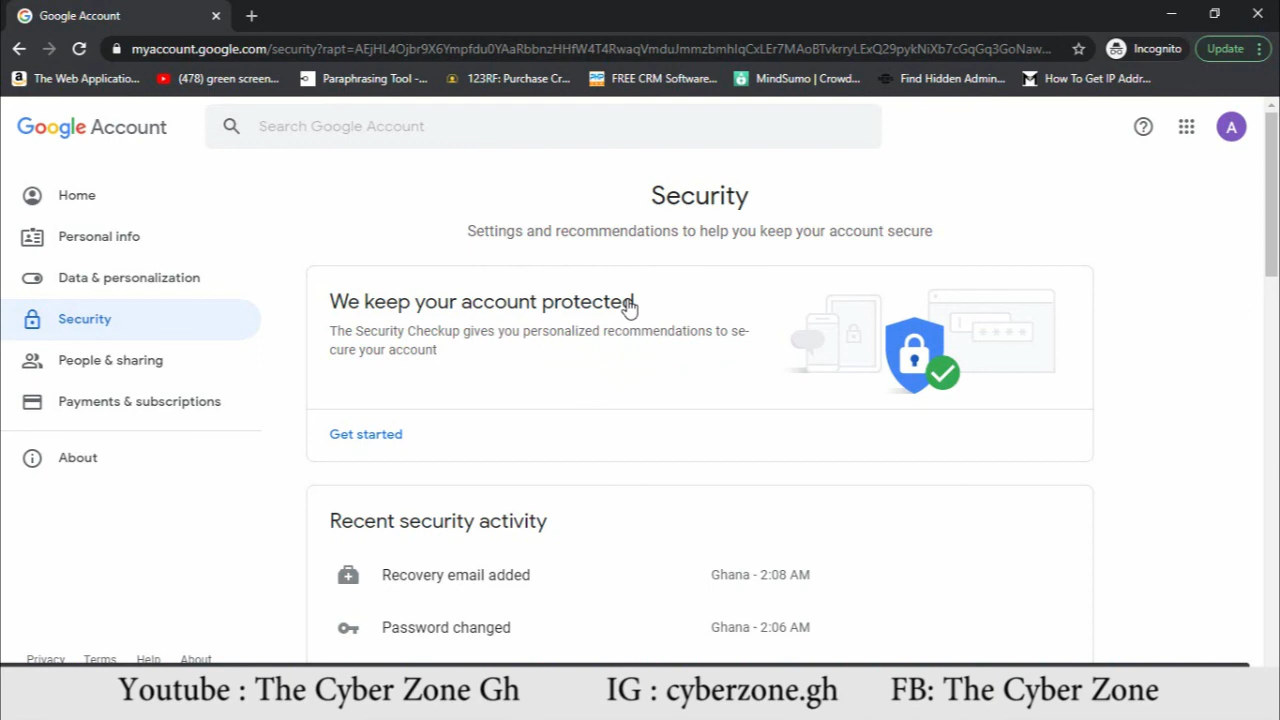 Google Account
myaccount.google.com/security?rapt=AEjHL4Ojbr9X6Ympfdu0YAaRbbnzHHfW4T4RwaqVmduJmmzbmhIqCxLEr7MAoBTvkrryLExQ29pykNiXb7cGqGq3GoNaw...
Incognito
Update
The Web Applicatio...
(478) green screen...
Paraphrasing Tool -...
123RF: Purchase Cr...
FREE CRM Software...
MindSumo | Crowd...
Find Hidden Admin...
How To Get IP Addr...
Google Account
Search Google Account
A
Home
Personal info
Data & personalization
Security
People & sharing
Payments & subscriptions
About
Security
Settings and recommendations to help you keep your account secure
We keep your account protected
The Security Checkup gives you personalized recommendations to se-
cure your account
Get started
Recent security activity
Recovery email added Ghana - 2:08 AM
Password changed Ghana - 2:06 AM
Privacy Terms Help About
Youtube : The Cyber Zone Gh IG : cyberzone.gh FB: The Cyber Zone